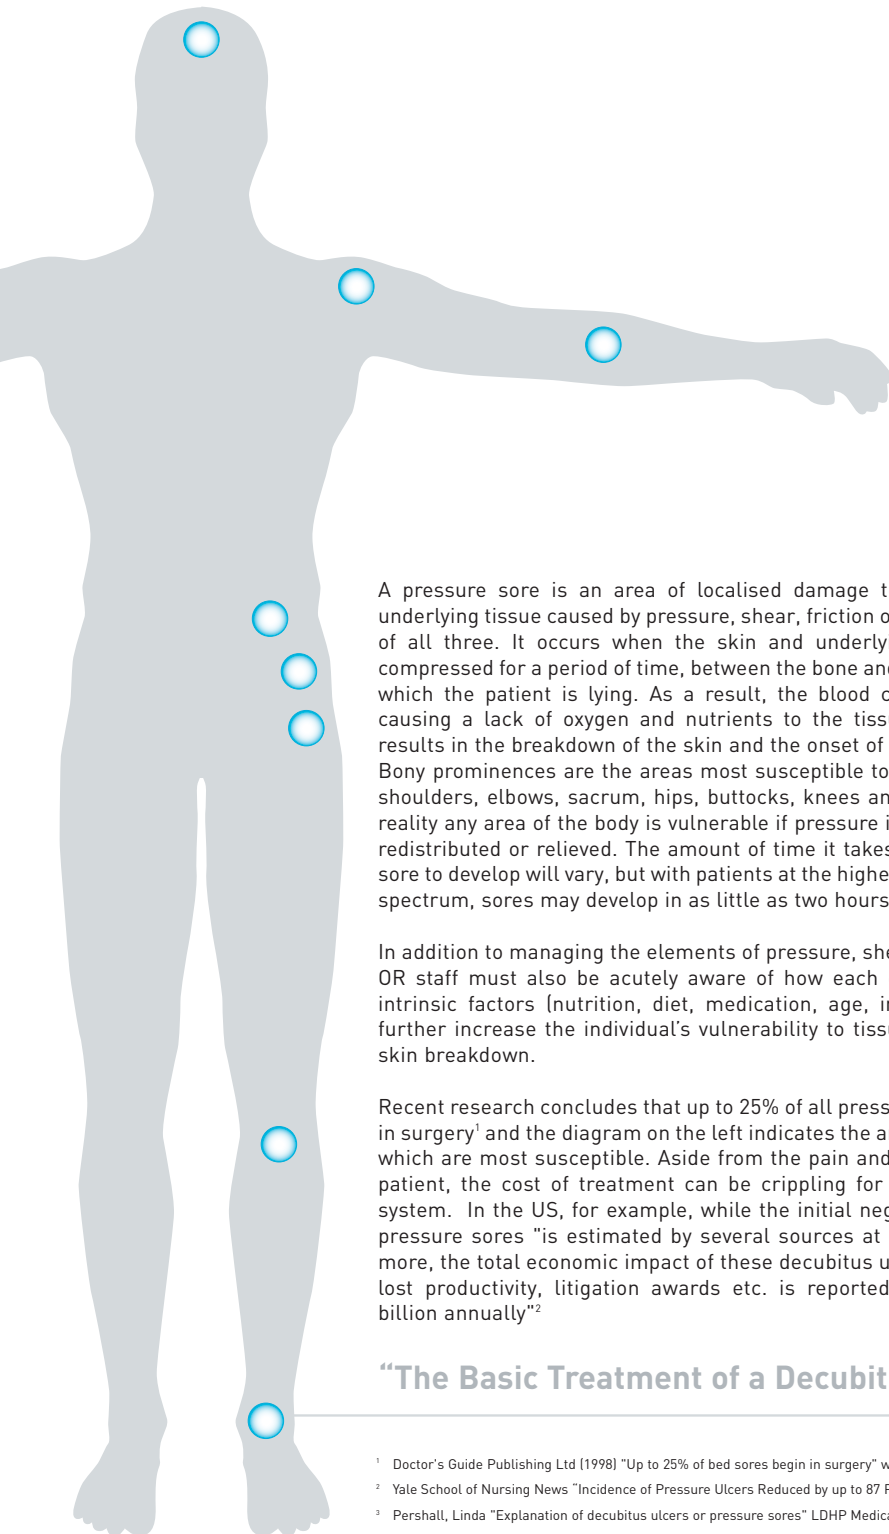 A pressure sore is an area of localised damage t
underlying tissue caused by pressure, shear, friction o
of all three. It occurs when the skin and underlyi
compressed for a period of time, between the bone and
which the patient is lying. As a result, the blood c
causing a lack of oxygen and nutrients to the tissu
results in the breakdown of the skin and the onset of
Bony prominences are the areas most susceptible to
shoulders, elbows, sacrum, hips, buttocks, knees an
reality any area of the body is vulnerable if pressure i
redistributed or relieved. The amount of time it takes
sore to develop will vary, but with patients at the highe
spectrum, sores may develop in as little as two hours
In addition to managing the elements of pressure, she
OR staff must also be acutely aware of how each
intrinsic factors (nutrition, diet, medication, age, i
further increase the individual's vulnerability to tissu
skin breakdown.
Recent research concludes that up to 25% of all press
in surgery¹ and the diagram on the left indicates the a
which are most susceptible. Aside from the pain and
patient, the cost of treatment can be crippling for
system. In the US, for example, while the initial neg
pressure sores "is estimated by several sources at
more, the total economic impact of these decubitus u
lost productivity, litigation awards etc. is reported
billion annually"²
“The Basic Treatment of a Decubit
¹ Doctor's Guide Publishing Ltd (1998) "Up to 25% of bed sores begin in surgery" w
² Yale School of Nursing News "Incidence of Pressure Ulcers Reduced by up to 87 P
³ Pershall, Linda "Explanation of decubitus ulcers or pressure sores" LDHP Medica